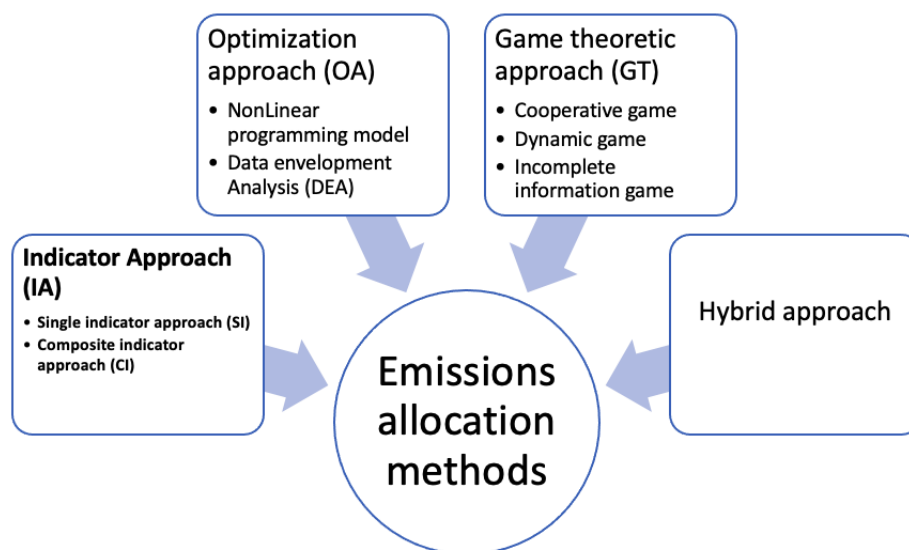 Optimization
approach (OA)
• NonLinear
programming model
• Data envelopment
Analysis (DEA)
Game theoretic
approach (GT)
• Cooperative game
• Dynamic game
• Incomplete
information game
Indicator Approach
(IA)
• Single indicator approach (SI)
• Composite indicator
approach (CI)
Hybrid approach
Emissions
allocation
methods